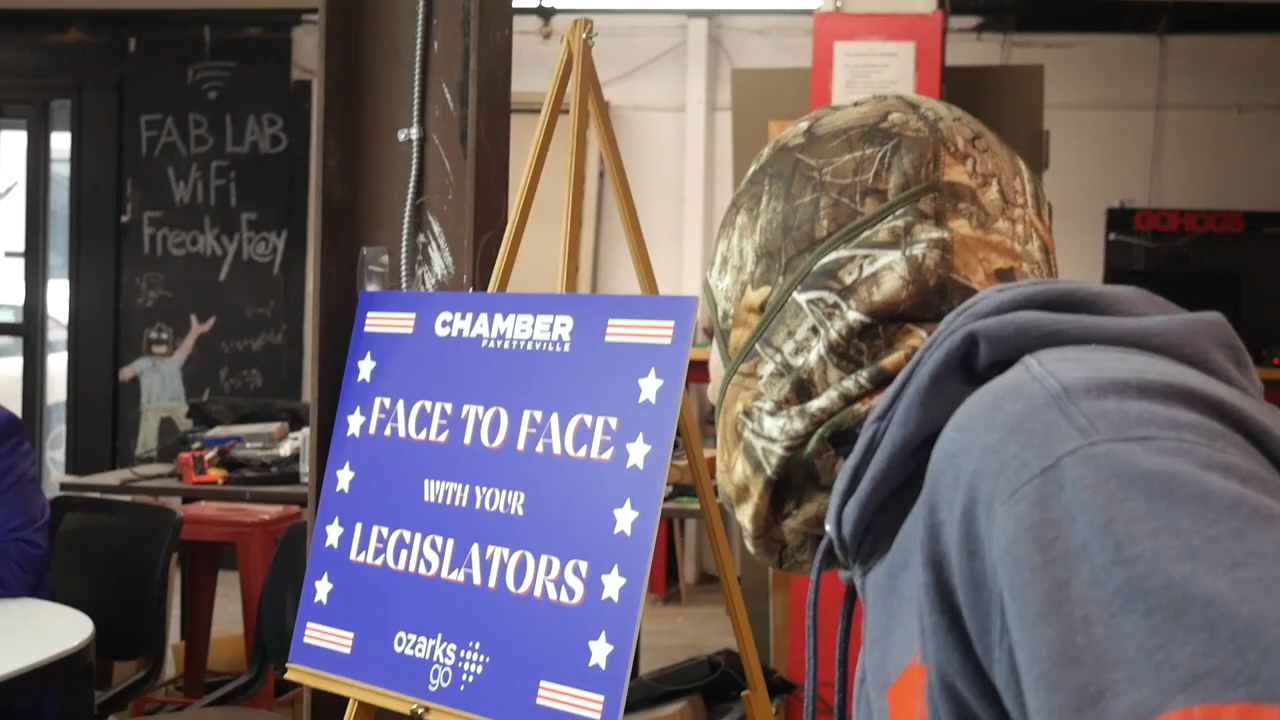 FAB LAB
WiFi
FreakyF@y
CHAMBER
FAYETTEVILLE
FACE TO FACE
WITH YOUR
LEGISLATORS
ozarks
go
GOHOGS